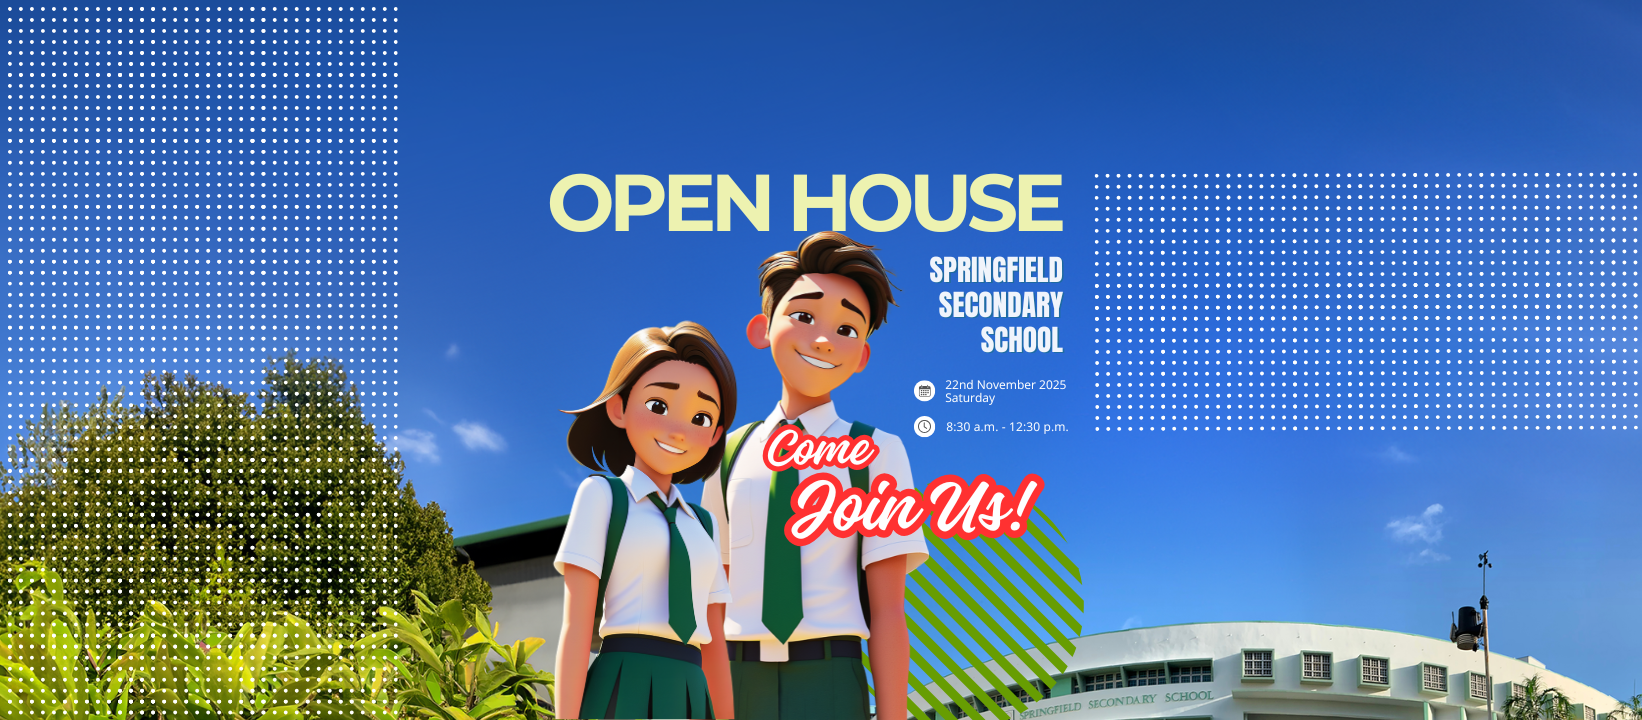 OPEN HOUSE
SPRINGFIELD
SECONDARY
SCHOOL
22nd November 2025
Saturday
8:30 a.m. - 12:30 p.m.
Come
Join Us!
SPRINGFIELD SECONDARY SCHOOL